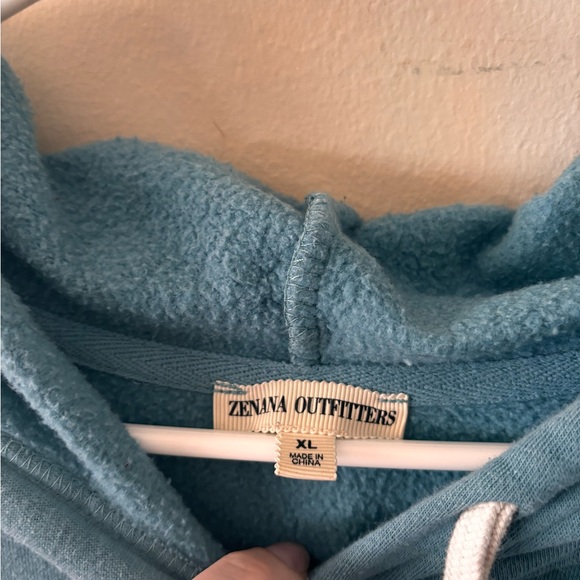 ZENANA OUTFITTERS
XL
MADE IN
CHINA